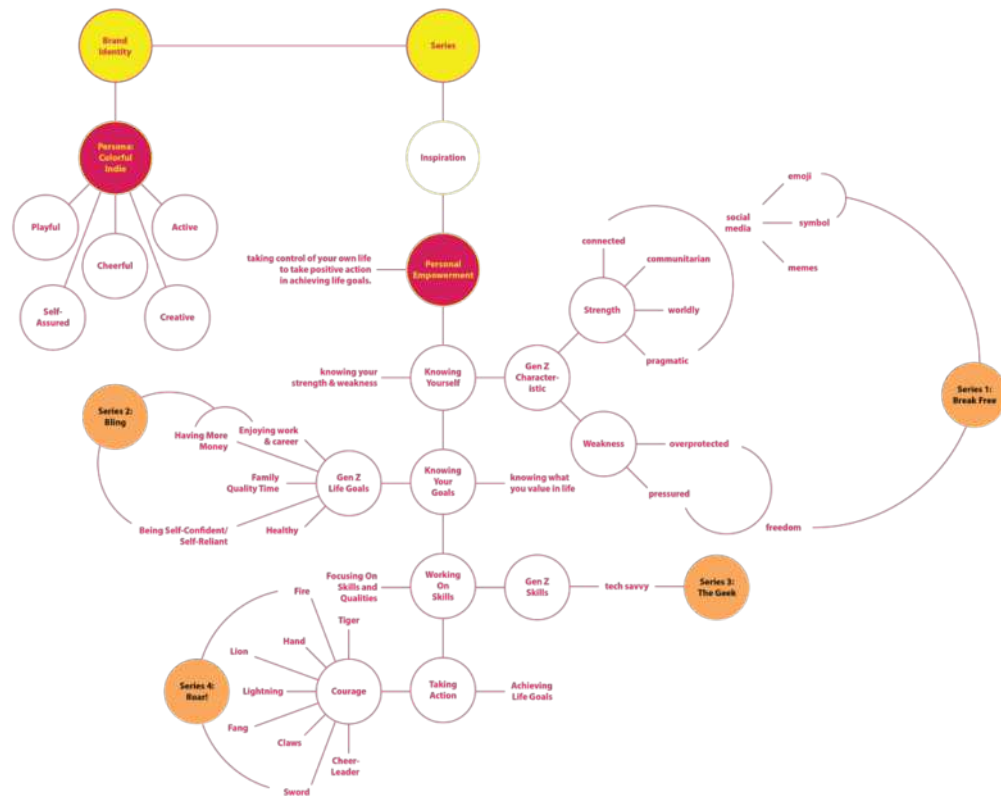 Brand
Identity
Series
Persona:
Colorful
Indie
Inspiration
Playful
Active
Cheerful
Self-
Assured
Creative
taking control of your own life
to take positive action
in achieving life goals.
Personal
Empowerment
connected
communitarian
Strength
worldly
pragmatic
emoji
social
media
symbol
memes
knowing your
strength & weakness
Knowing
Yourself
Gen Z
Character-
istic
Series 1:
Break Free
Weakness
overprotected
pressured
freedom
Series 2:
Bling
Having More
Money
Enjoying work
& career
Family
Quality Time
Gen Z
Life Goals
Knowing
Your
Goals
knowing what
you value in life
Being Self-Confident/
Self-Reliant
Healthy
Focusing On
Skills and
Qualities
Working
On
Skills
Gen Z
Skills
tech savvy
Series 3:
The Geek
Fire
Tiger
Hand
Lion
Series 4:
Roar!
Lightning
Courage
Taking
Action
Achieving
Life Goals
Fang
Claws
Cheer-
Leader
Sword